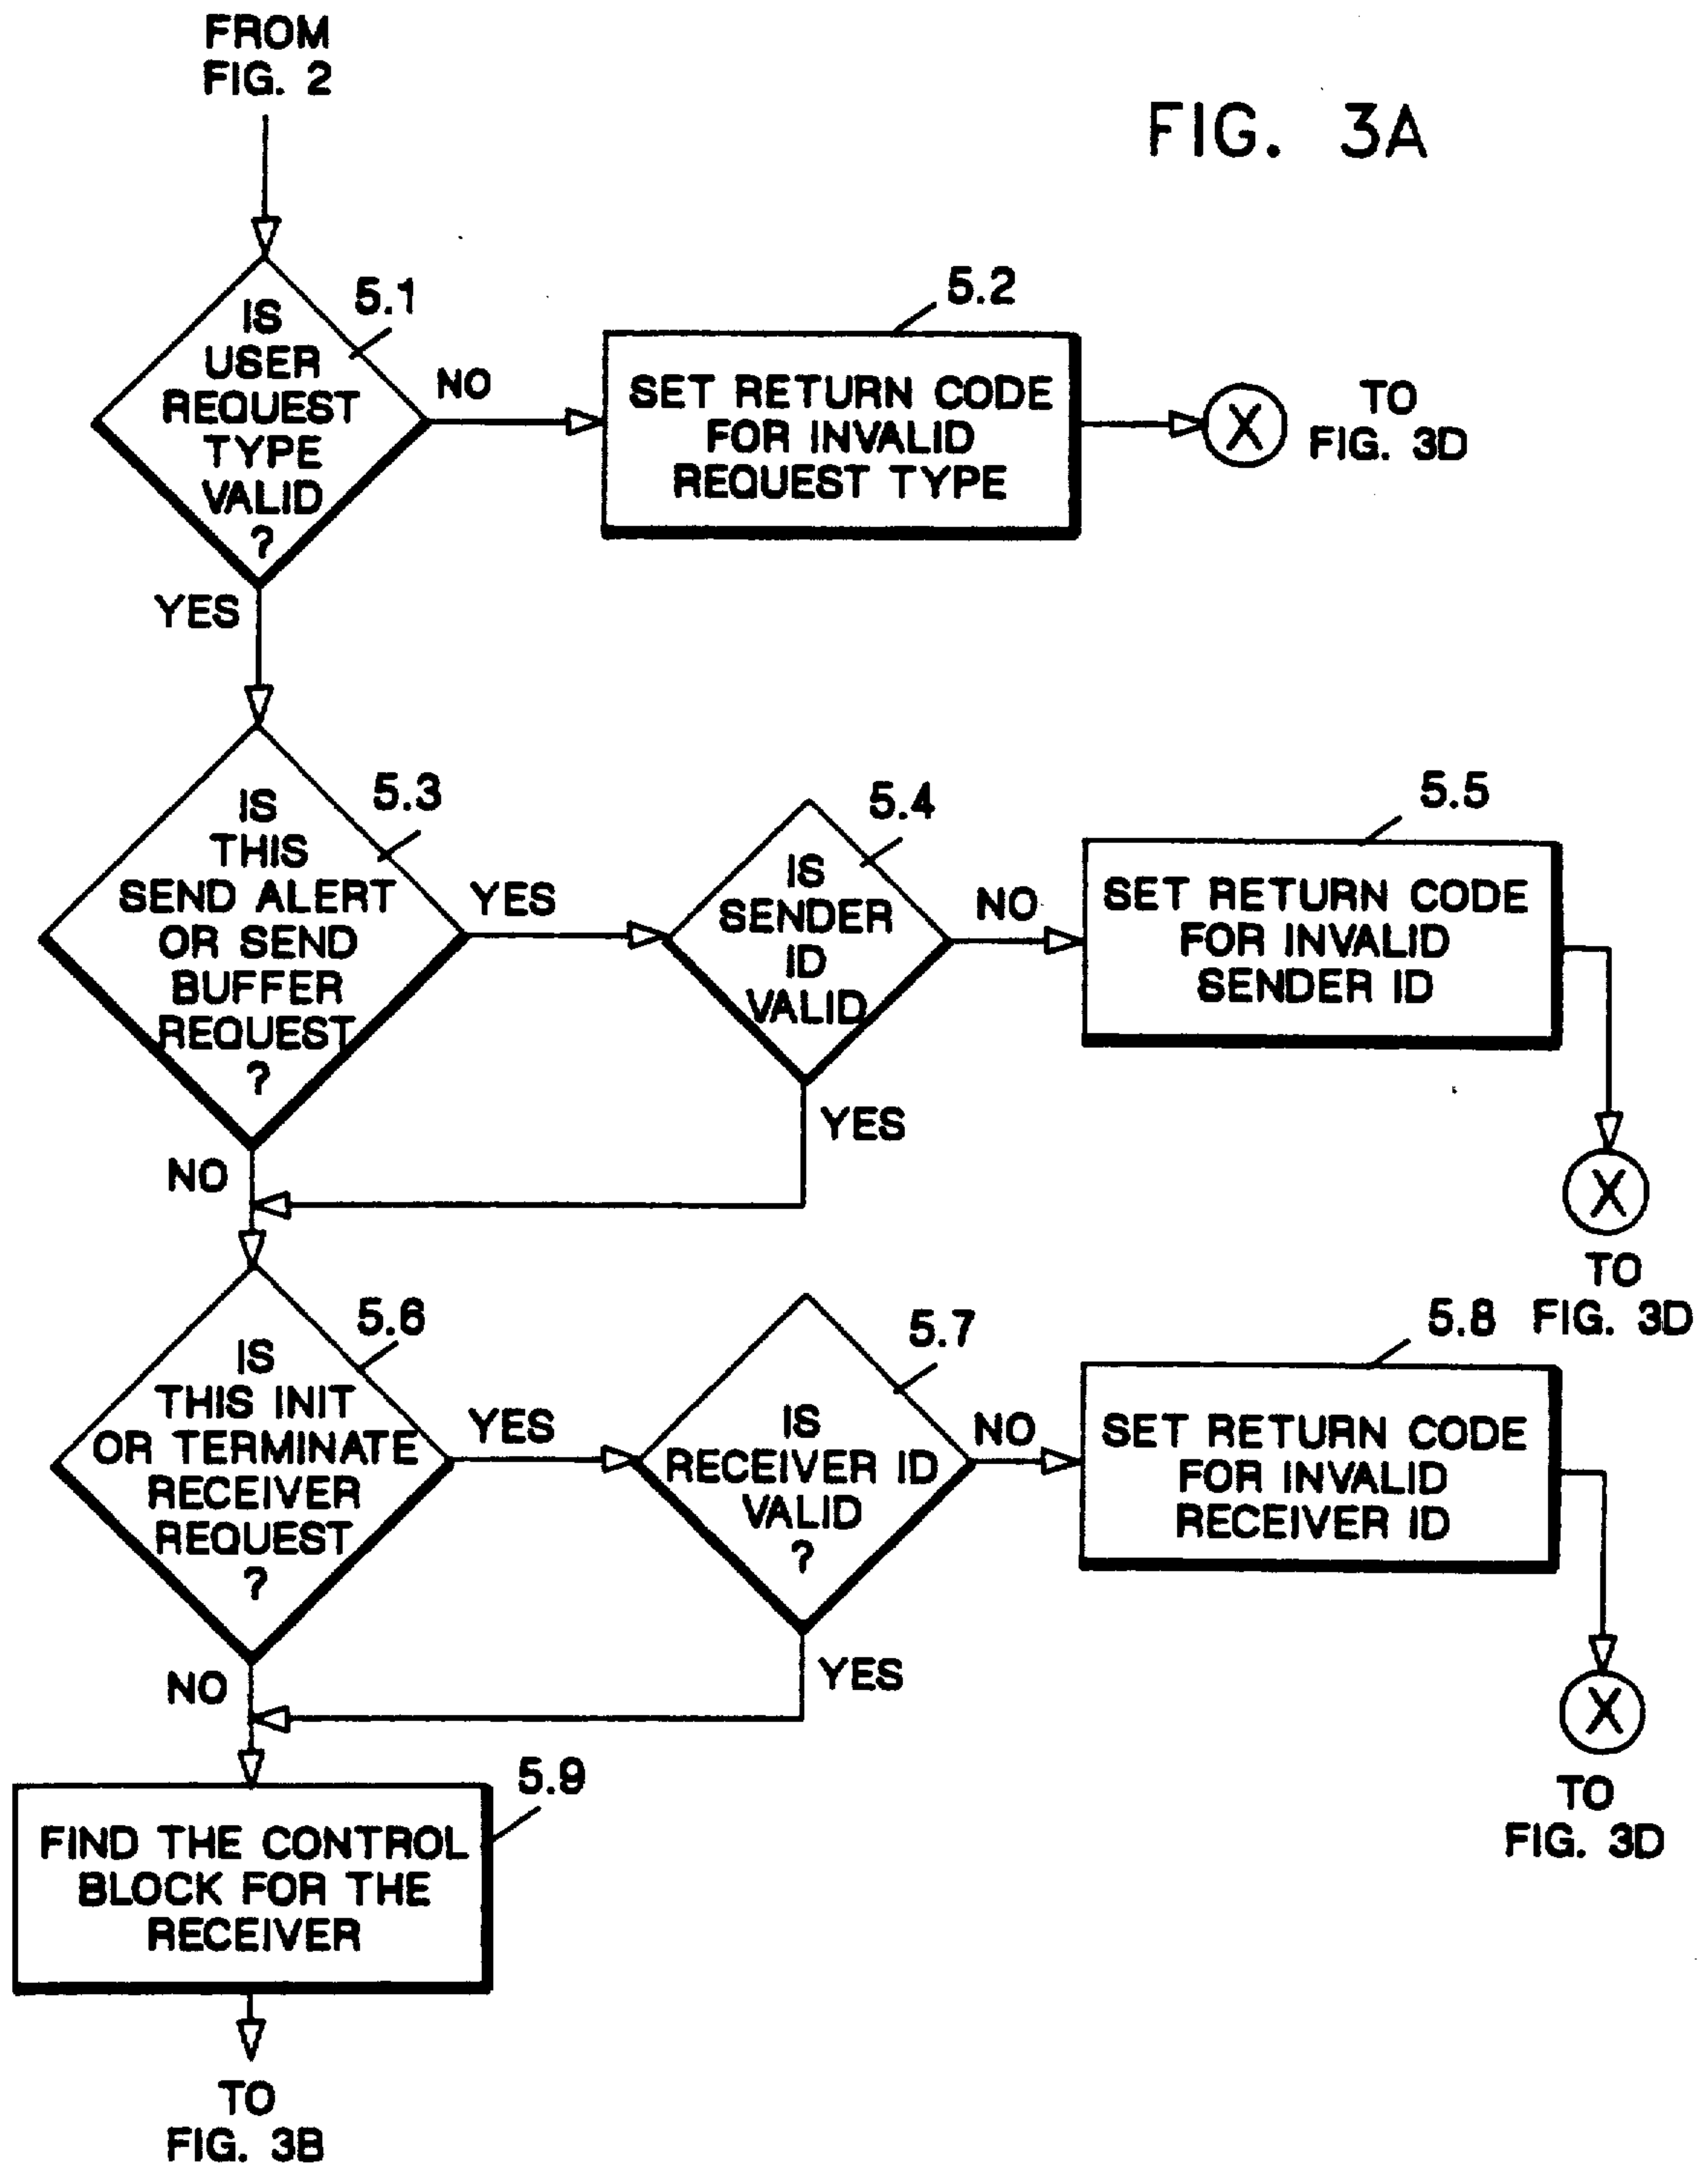 FROM
FIG. 2
FIG. 3A
5.1
IS
USER
REQUEST
TYPE
VALID
?
NO
YES
5.2
SET RETURN CODE
FOR INVALID
REQUEST TYPE
X
TO
FIG. 3D
5.3
IS
THIS
SEND ALERT
OR SEND
BUFFER
REQUEST
?
YES
NO
5.4
IS
SENDER
ID
VALID
NO
YES
5.5
SET RETURN CODE
FOR INVALID
SENDER ID
X
TO
FIG. 3D
5.6
IS
THIS INIT
OR TERMINATE
RECEIVER
REQUEST
?
YES
NO
5.7
IS
RECEIVER ID
VALID
?
NO
YES
5.8
SET RETURN CODE
FOR INVALID
RECEIVER ID
X
TO
FIG. 3D
5.9
FIND THE CONTROL
BLOCK FOR THE
RECEIVER
TO
FIG. 3B